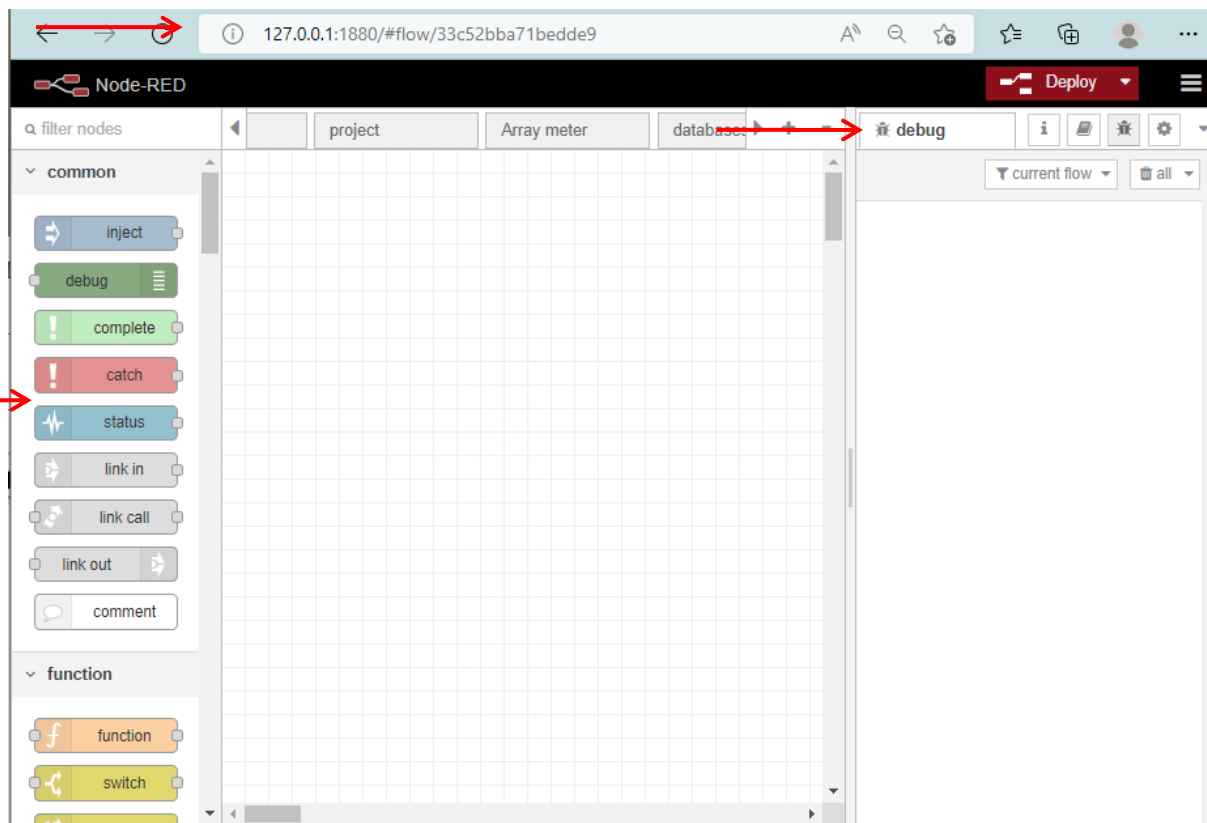 127.0.0.1:1880/#flow/33c52bba71bedde9
Node-RED
Deploy
filter nodes
project
Array meter
databases
debug
i
common
current flow
all
inject
debug
complete
catch
status
link in
link call
link out
comment
function
function
switch